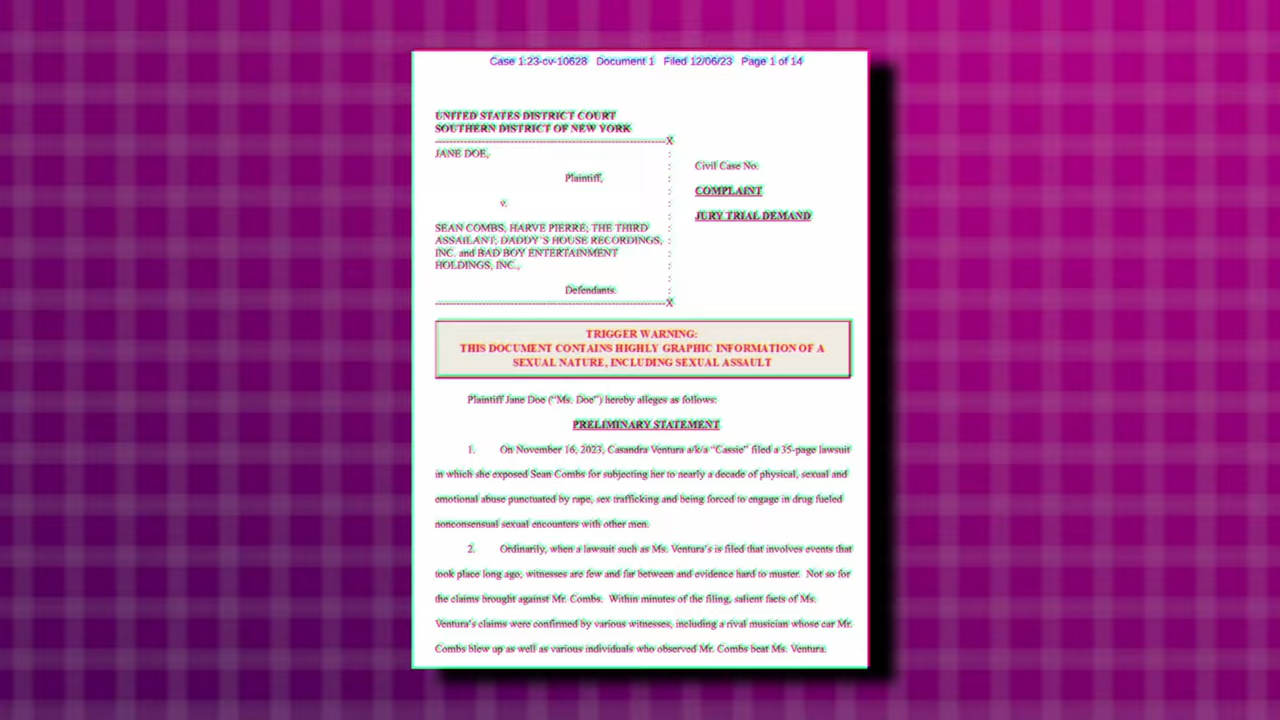 Case 1:23-cv-10628 Document 1 Filed 12/06/23 Page 1 of 14
UNITED STATES DISTRICT COURT
SOUTHERN DISTRICT OF NEW YORK
------------------------------------------------------------------X
JANE DOE, :
: Civil Case No.
Plaintiff, :
: COMPLAINT
v. :
: JURY TRIAL DEMAND
SEAN COMBS, HARVE PIERRE; THE THIRD :
ASSAILANT; DADDY'S HOUSE RECORDINGS, :
INC. and BAD BOY ENTERTAINMENT :
HOLDINGS, INC., :
Defendants. :
------------------------------------------------------------------X
TRIGGER WARNING:
THIS DOCUMENT CONTAINS HIGHLY GRAPHIC INFORMATION OF A
SEXUAL NATURE, INCLUDING SEXUAL ASSAULT
Plaintiff Jane Doe ("Ms. Doe") hereby alleges as follows:
PRELIMINARY STATEMENT
1. On November 16, 2023, Casandra Ventura a/k/a "Cassie" filed a 35-page lawsuit
in which she exposed Sean Combs for subjecting her to nearly a decade of physical, sexual and
emotional abuse punctuated by rape, sex trafficking and being forced to engage in drug fueled
nonconsensual sexual encounters with other men.
2. Ordinarily, when a lawsuit such as Ms. Ventura's is filed that involves events that
took place long ago, witnesses are few and far between and evidence hard to muster. Not so for
the claims brought against Mr. Combs. Within minutes of the filing, salient facts of Ms.
Ventura's claims were confirmed by various witnesses, including a rival musician whose car Mr.
Combs blew up as well as various individuals who observed Mr. Combs beat Ms. Ventura.